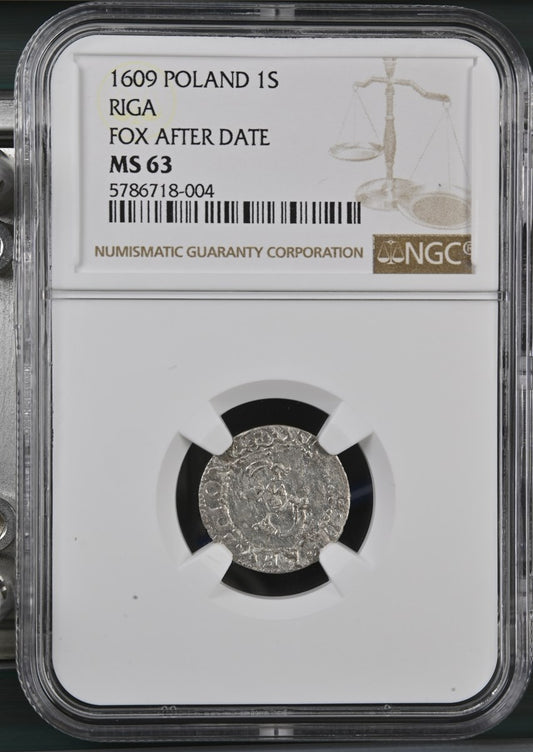 1609 POLAND 1S
RIGA
FOX AFTER DATE
MS 63
5786718-004
NUMISMATIC GUARANTY CORPORATION
NGC®